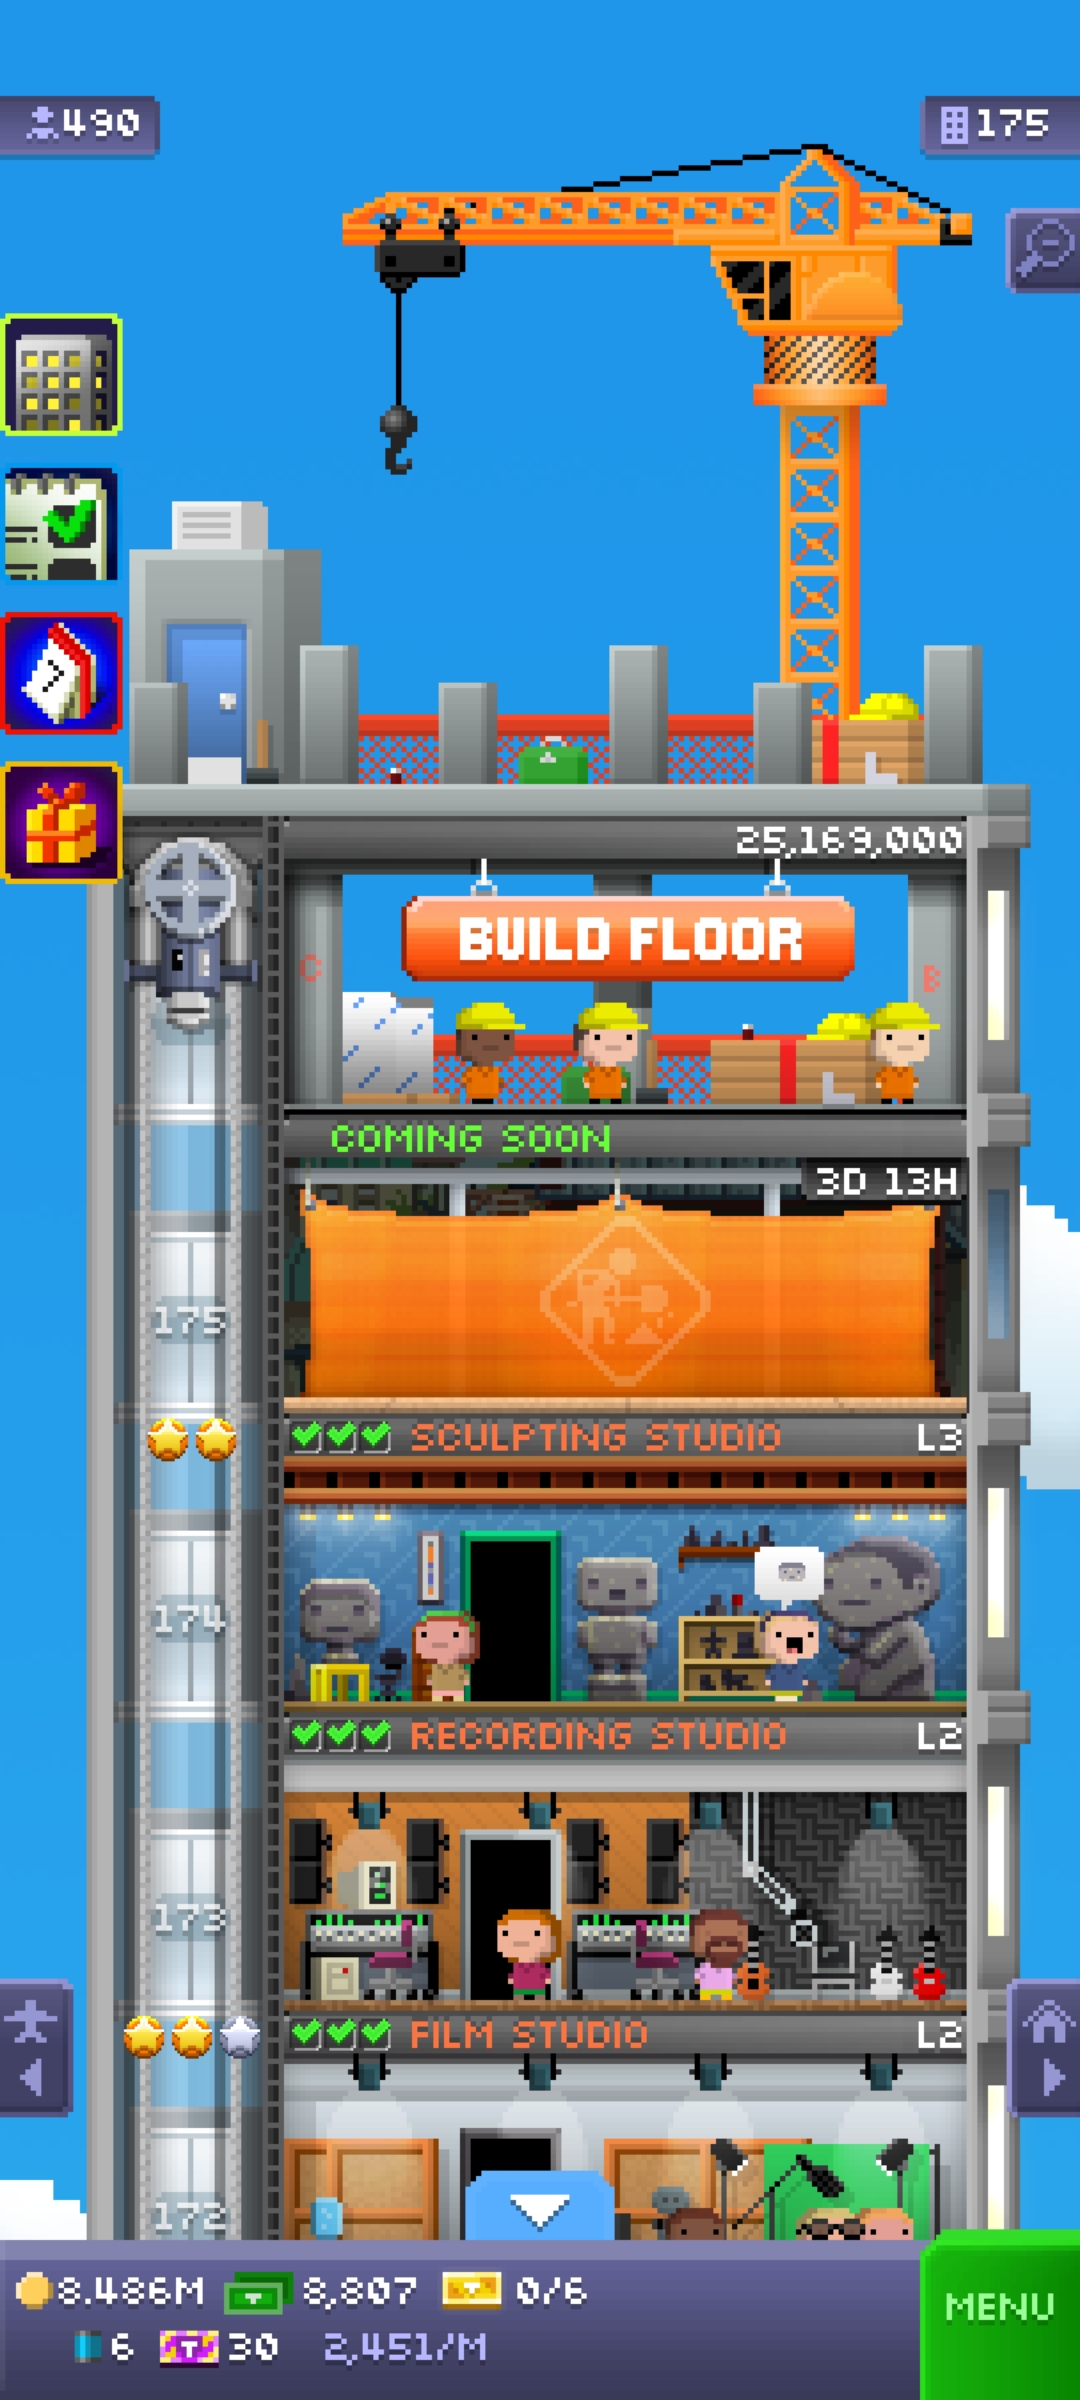 490
175
25,169,000
BUILD FLOOR
C
B
COMING SOON
3D 13H
175
SCULPTING STUDIO L3
174
RECORDING STUDIO L2
173
FILM STUDIO L2
172
8.486M 8,807 0/6
6 T 30 2,451/M
MENU